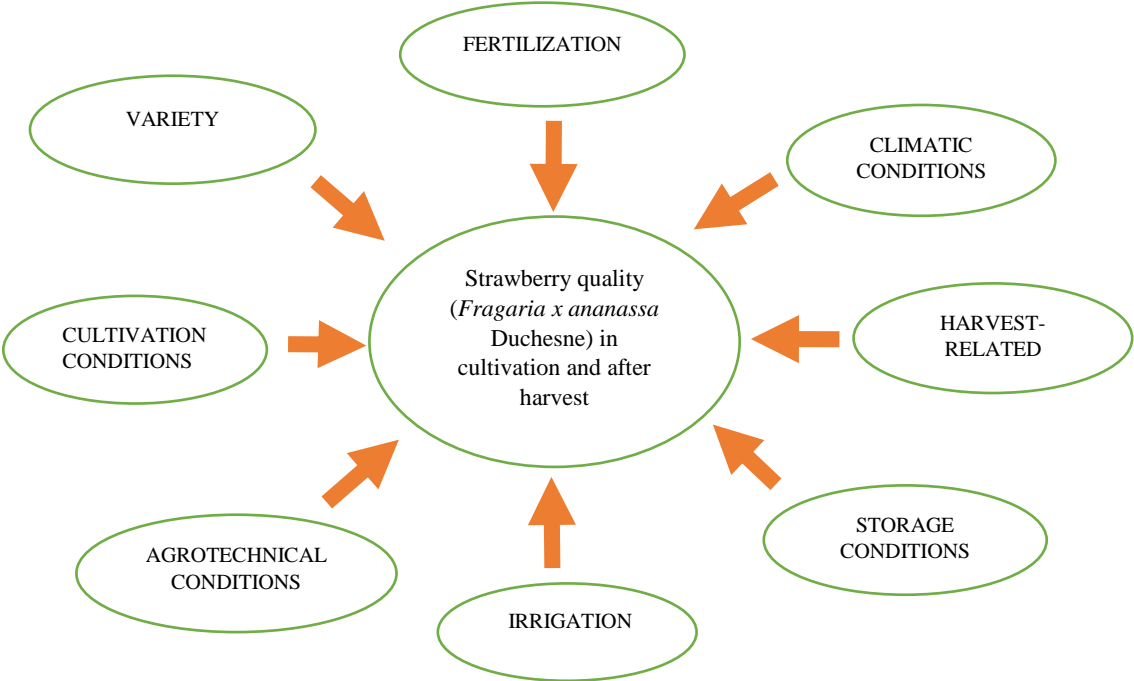 FERTILIZATION
VARIETY
CLIMATIC
CONDITIONS
Strawberry quality
(Fragaria x ananassa
Duchesne) in
cultivation and after
harvest
CULTIVATION
CONDITIONS
HARVEST-
RELATED
AGROTECHNICAL
CONDITIONS
STORAGE
CONDITIONS
IRRIGATION